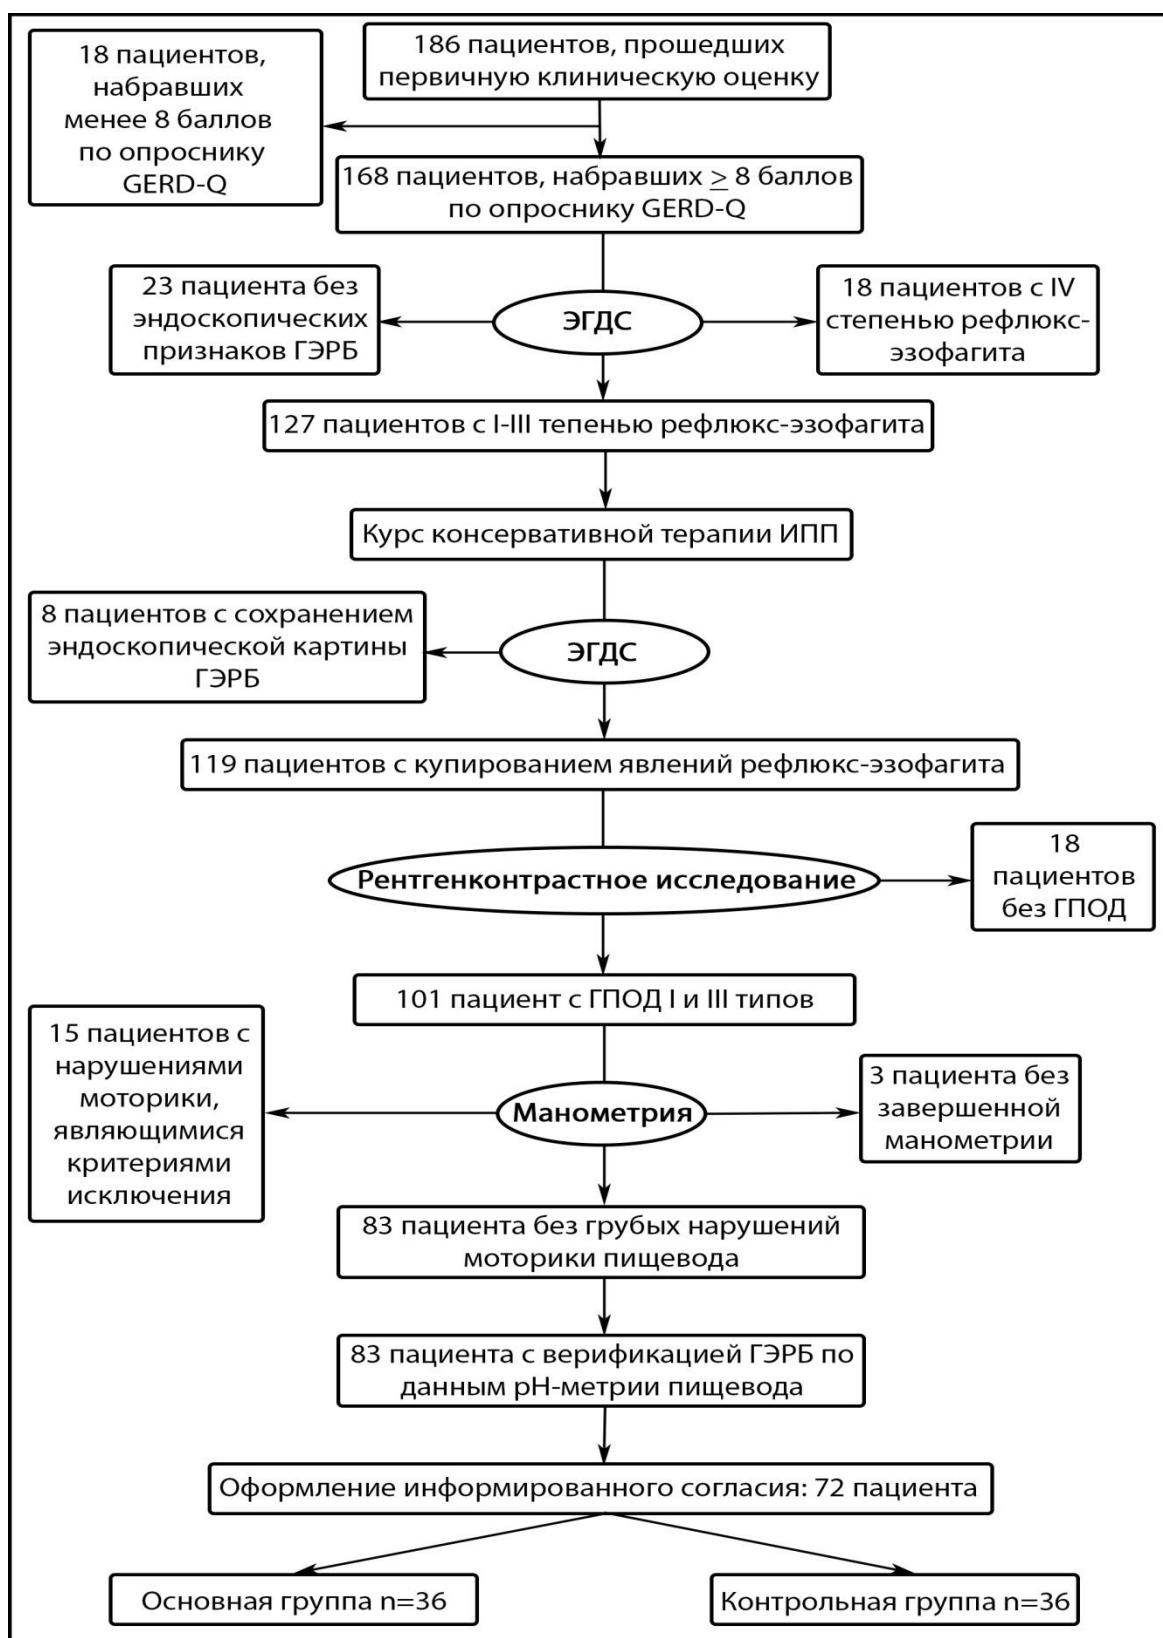 186 пациентов, прошедших
первичную клиническую оценку
18 пациентов,
набравших
менее 8 баллов
по опроснику
GERD-Q
168 пациентов, набравших ≥ 8 баллов
по опроснику GERD-Q
23 пациента без
эндоскопических
признаков ГЭРБ
ЭГДС
18 пациентов с IV
степенью рефлюкс-
эзофагита
127 пациентов с I-III тепенью рефлюкс-эзофагита
Курс консервативной терапии ИПП
8 пациентов с сохранением
эндоскопической картины
ГЭРБ
ЭГДС
119 пациентов с купированием явлений рефлюкс-эзофагита
Рентгенконтрастное исследование
18
пациентов
без ГПОД
101 пациент с ГПОД I и III типов
15 пациентов с
нарушениями
моторики,
являющимися
критериями
исключения
Манометрия
3 пациента без
завершенной
манометрии
83 пациента без грубых нарушений
моторики пищевода
83 пациента с верификацией ГЭРБ по
данным pH-метрии пищевода
Оформление информированного согласия: 72 пациента
Основная группа n=36
Контрольная группа n=36